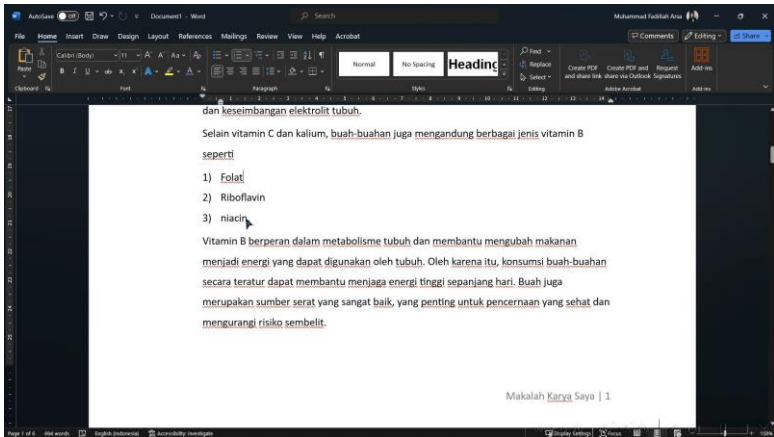 AutoSave Off Document1 - Word Search Muhammad Fadillah Arsa
File Home Insert Draw Design Layout References Mailings Review View Help Acrobat Comments Editing Share
Calibri (Body) 11 Normal No Spacing Heading Find
Paste Replace Create PDF Create PDF and Request Add-ins
Select and share link share via Outlook Signatures
Clipboard Font Paragraph Styles Editing Adobe Acrobat Add-ins
dan keseimbangan elektrolit tubuh.
Selain vitamin C dan kalium, buah-buahan juga mengandung berbagai jenis vitamin B
seperti
1) Folat
2) Riboflavin
3) niacin
Vitamin B berperan dalam metabolisme tubuh dan membantu mengubah makanan
menjadi energi yang dapat digunakan oleh tubuh. Oleh karena itu, konsumsi buah-buahan
secara teratur dapat membantu menjaga energi tinggi sepanjang hari. Buah juga
merupakan sumber serat yang sangat baik, yang penting untuk pencernaan yang sehat dan
mengurangi risiko sembelit.
Makalah Karya Saya | 1
Page 1 of 6 694 words English (Indonesia) Accessibility: Investigate Display Settings Focus 150%